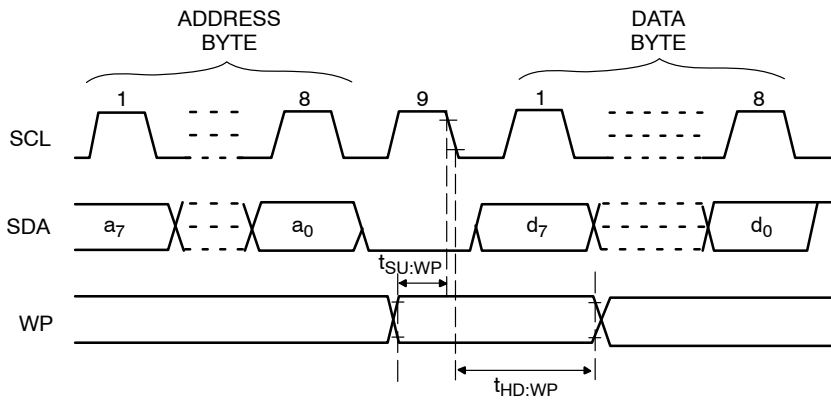 ADDRESS
BYTE
DATA
BYTE
1
8
9
1
8
SCL
SDA
a7
a0
d7
d0
tSU:WP
WP
tHD:WP